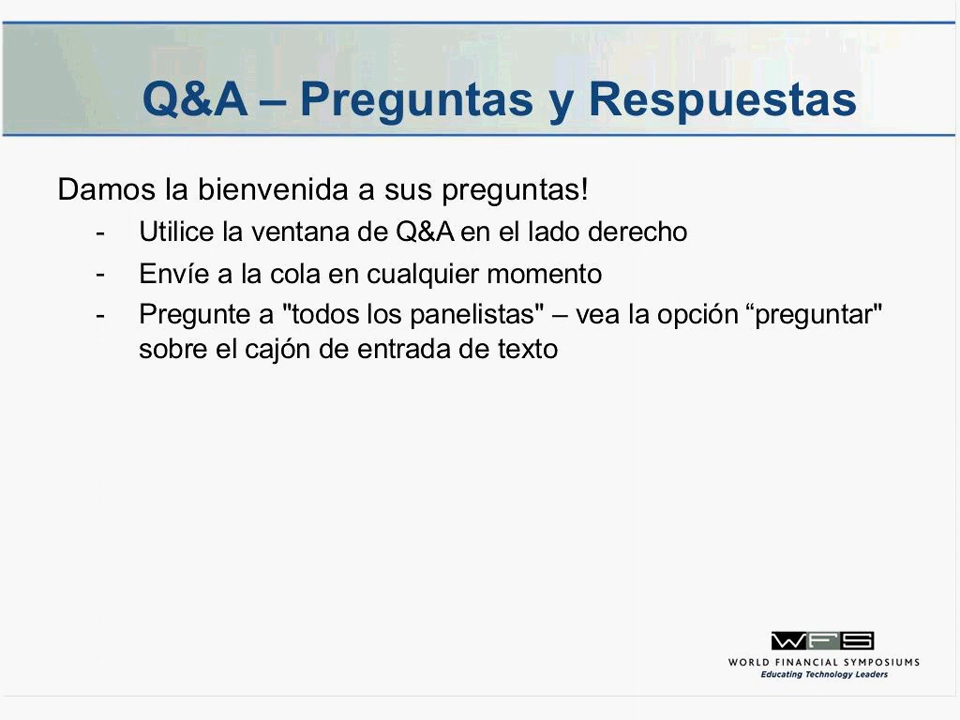 Q&A – Preguntas y Respuestas
Damos la bienvenida a sus preguntas!
- Utilice la ventana de Q&A en el lado derecho
- Envíe a la cola en cualquier momento
- Pregunte a "todos los panelistas" – vea la opción “preguntar"
sobre el cajón de entrada de texto
WFS
WORLD FINANCIAL SYMPOSIUMS
Educating Technology Leaders